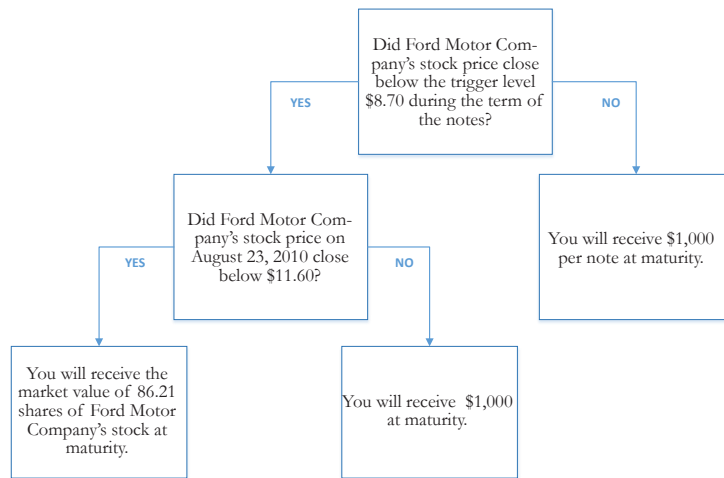 Did Ford Motor Com-
pany's stock price close
below the trigger level
$8.70 during the term of
the notes?
YES
NO
Did Ford Motor Com-
pany's stock price on
August 23, 2010 close
below $11.60?
You will receive $1,000
per note at maturity.
YES
NO
You will receive the
market value of 86.21
shares of Ford Motor
Company's stock at
maturity.
You will receive $1,000
at maturity.